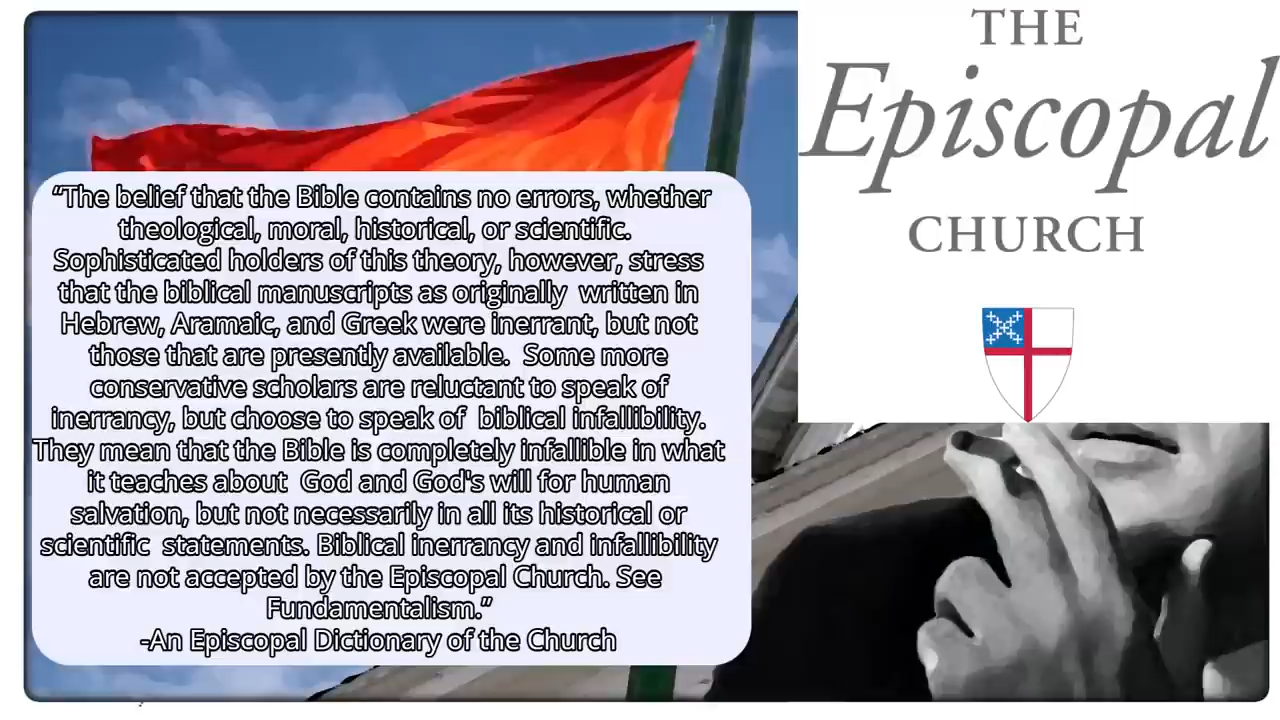 “The belief that the Bible contains no errors, whether
theological, moral, historical, or scientific.
Sophisticated holders of this theory, however, stress
that the biblical manuscripts as originally written in
Hebrew, Aramaic, and Greek were inerrant, but not
those that are presently available. Some more
conservative scholars are reluctant to speak of
inerrancy, but choose to speak of biblical infallibility.
They mean that the Bible is completely infallible in what
it teaches about God and God's will for human
salvation, but not necessarily in all its historical or
scientific statements. Biblical inerrancy and infallibility
are not accepted by the Episcopal Church. See
Fundamentalism.”
-An Episcopal Dictionary of the Church
THE
Episcopal
CHURCH